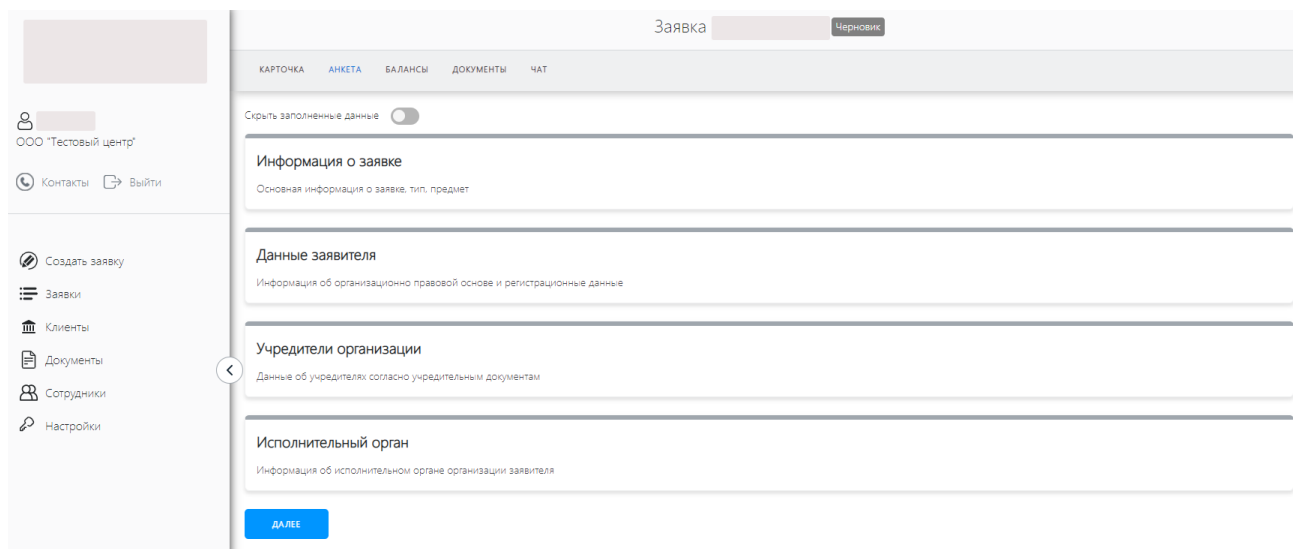 Заявка Черновик
КАРТОЧКА АНКЕТА БАЛАНСЫ ДОКУМЕНТЫ ЧАТ
ООО "Тестовый центр"
Контакты Выйти
Создать заявку
Заявки
Клиенты
Документы
Сотрудники
Настройки
Скрыть заполненные данные
Информация о заявке
Основная информация о заявке, тип, предмет
Данные заявителя
Информация об организационно правовой основе и регистрационные данные
Учредители организации
Данные об учредителях согласно учредительным документам
Исполнительный орган
Информация об исполнительном органе организации заявителя
ДАЛЕЕ